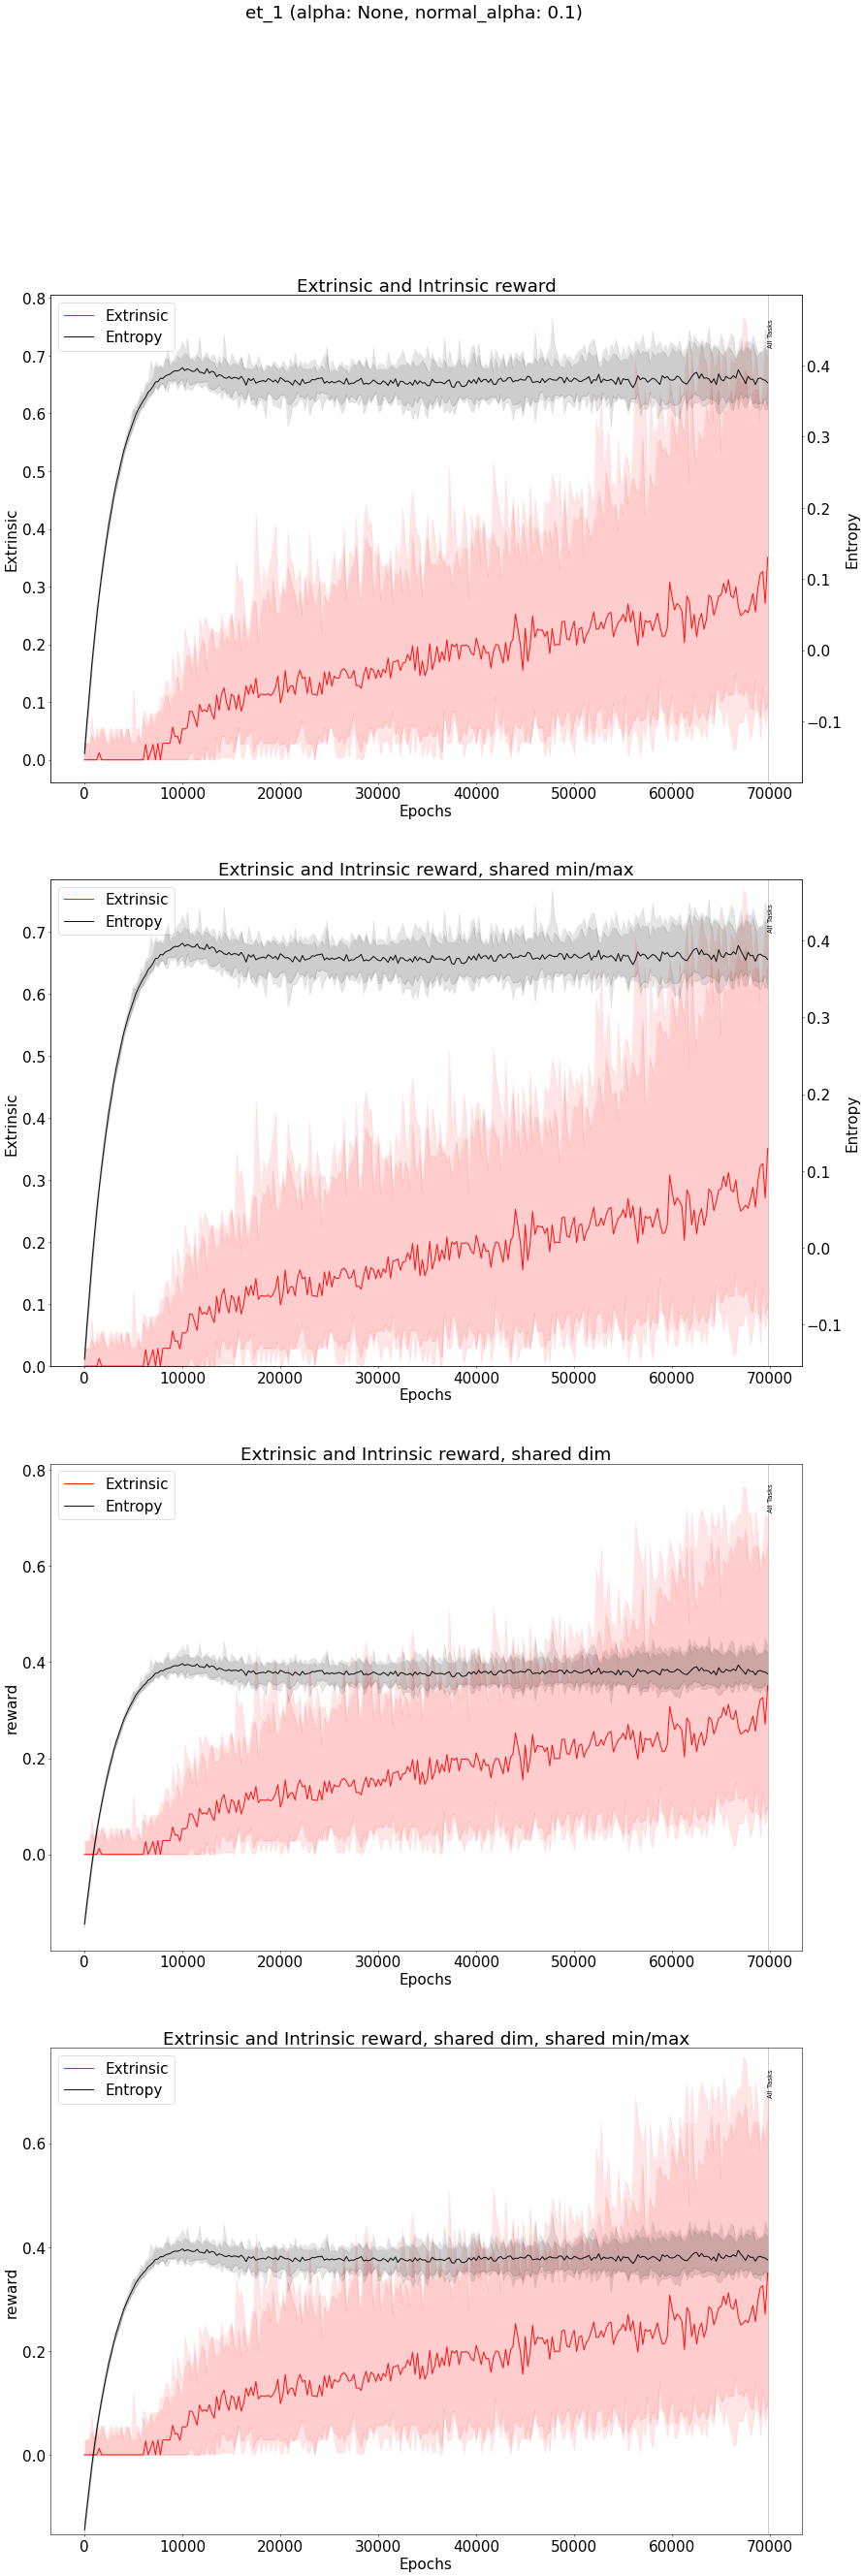 et_1 (alpha: None, normal_alpha: 0.1)
Extrinsic and Intrinsic reward
Extrinsic
Entropy
All Tasks
0.8
0.7
0.6
0.5
0.4
0.3
0.2
0.1
0.0
Extrinsic
0.4
0.3
0.2
0.1
0.0
−0.1
Entropy
0 10000 20000 30000 40000 50000 60000 70000
Epochs
Extrinsic and Intrinsic reward, shared min/max
Extrinsic
Entropy
All Tasks
0.7
0.6
0.5
0.4
0.3
0.2
0.1
0.0
Extrinsic
0.4
0.3
0.2
0.1
0.0
−0.1
Entropy
0 10000 20000 30000 40000 50000 60000 70000
Epochs
Extrinsic and Intrinsic reward, shared dim
Extrinsic
Entropy
All Tasks
0.8
0.6
0.4
0.2
0.0
reward
0 10000 20000 30000 40000 50000 60000 70000
Epochs
Extrinsic and Intrinsic reward, shared dim, shared min/max
Extrinsic
Entropy
All Tasks
0.6
0.4
0.2
0.0
reward
0 10000 20000 30000 40000 50000 60000 70000
Epochs